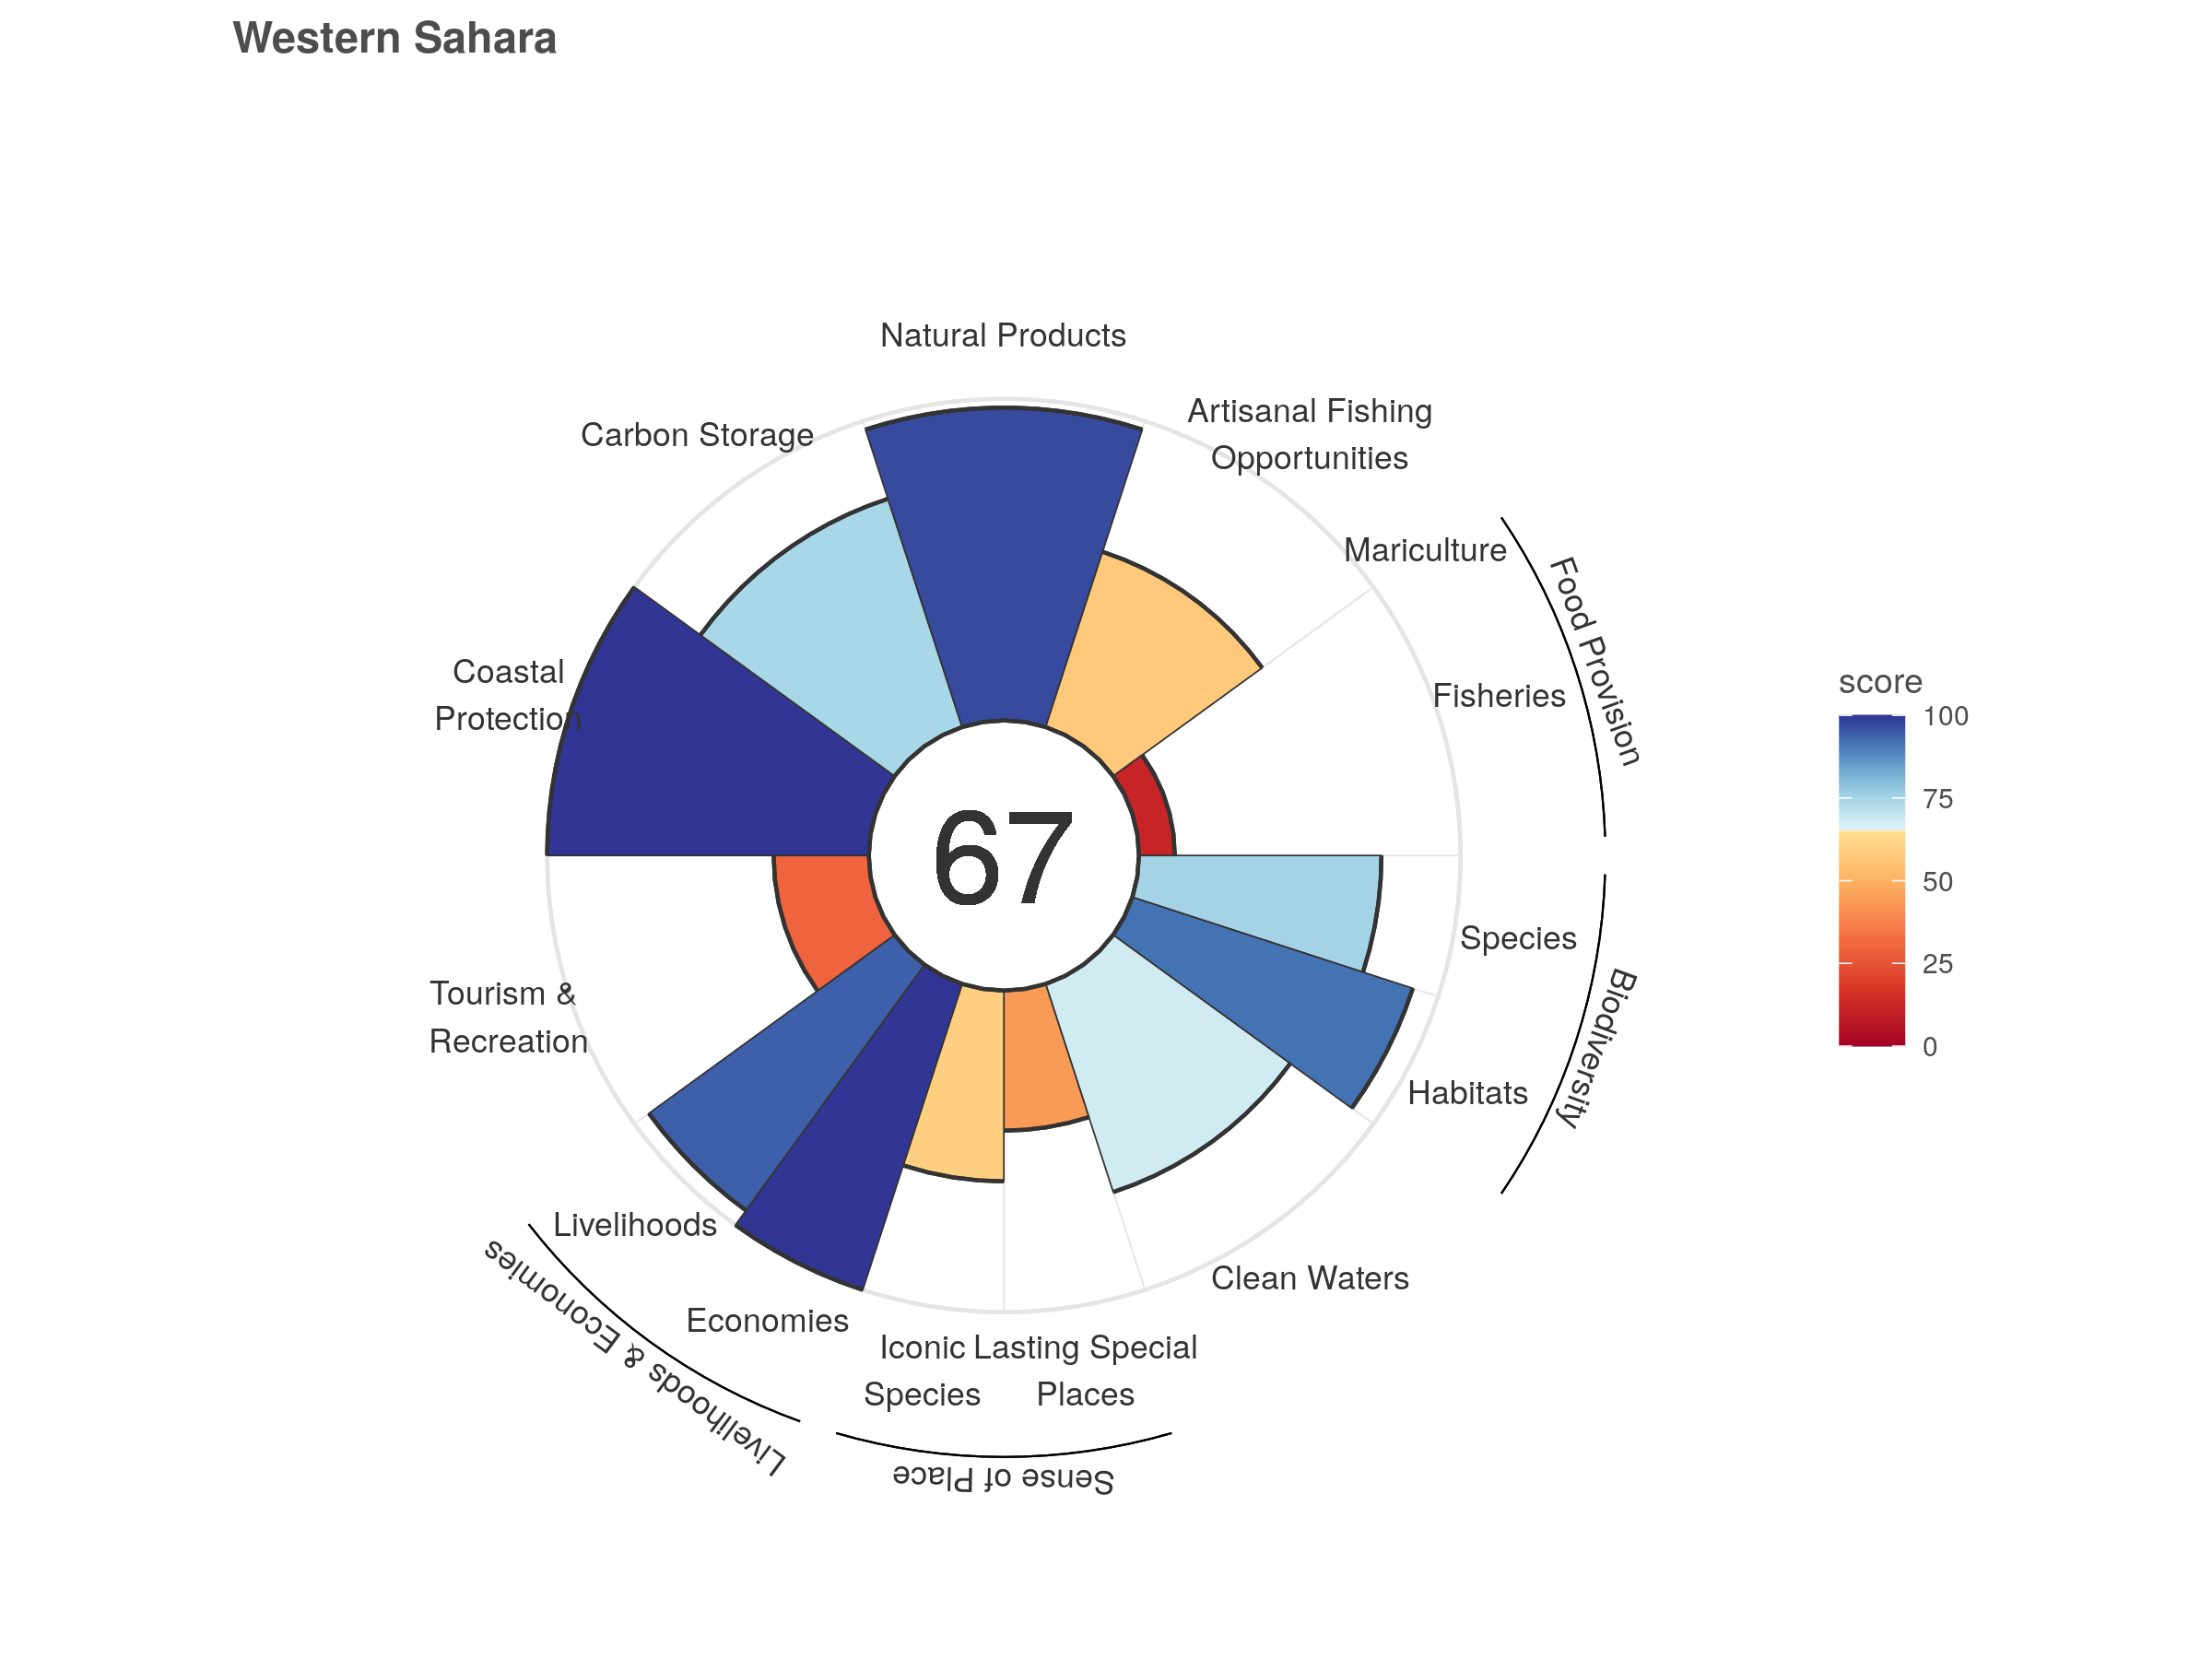 Western Sahara
Natural Products
Artisanal Fishing
Opportunities
Carbon Storage
Mariculture
Food Provision
Coastal
Protection
Fisheries
67
score
100
75
50
25
0
Species
Biodiversity
Tourism &
Recreation
Habitats
Livelihoods
Clean Waters
Economies
Livelihoods & Economies
Iconic
Species
Lasting Special
Places
Sense of Place